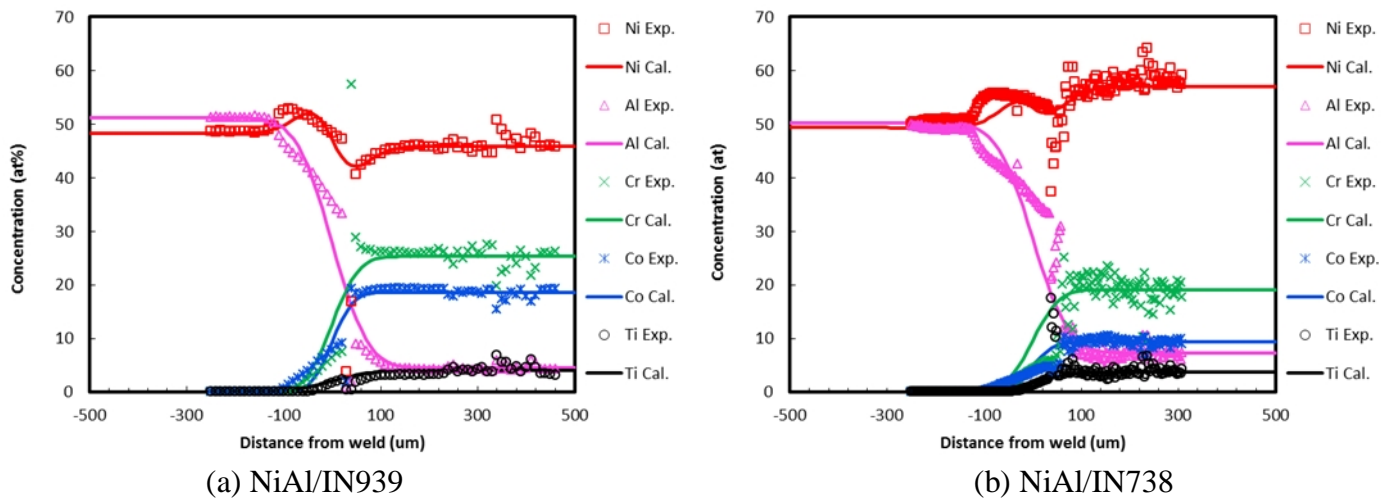 70
60
50
40
30
20
10
0
-500
-300
-100
100
300
500
Concentration (at%)
Distance from weld (um)
Ni Exp.
Ni Cal.
Al Exp.
Al Cal.
Cr Exp.
Cr Cal.
Co Exp.
Co Cal.
Ti Exp.
Ti Cal.
(a) NiAl/IN939
70
60
50
40
30
20
10
0
-500
-300
-100
100
300
500
Concentration (at)
Distance from weld (um)
Ni Exp.
Ni Cal.
Al Exp.
Al Cal.
Cr Exp.
Cr Cal.
Co Exp.
Co Cal.
Ti Exp.
Ti Cal.
(b) NiAl/IN738